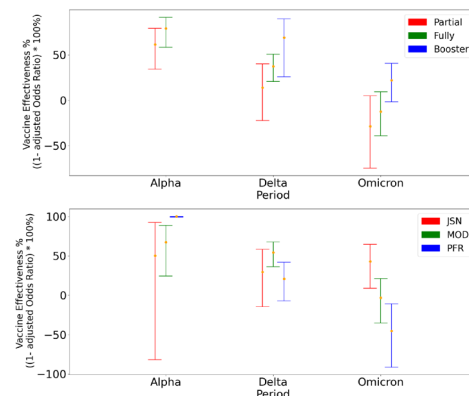 Partial
Fully
Booster
50
0
−50
Vaccine Effectiveness %
((1- adjusted Odds Ratio) * 100%)
Alpha
Delta
Omicron
Period
JSN
MOD
PFR
100
50
0
−50
−100
Vaccine Effectiveness %
((1- adjusted Odds Ratio) * 100%)
Alpha
Delta
Omicron
Period